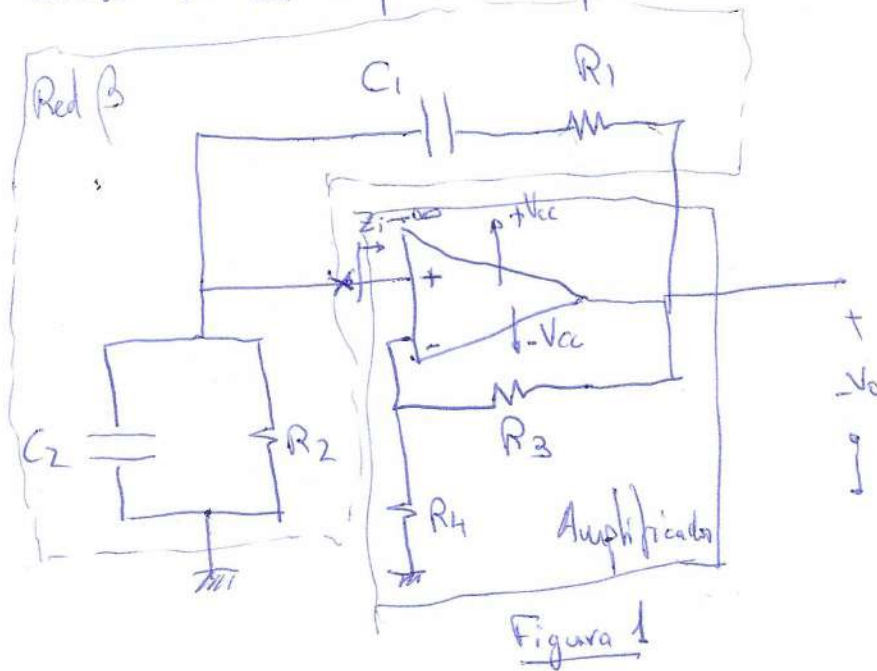 Red β
C1
R1
Zi→∞
+Vcc
+
-
-Vcc
R3
C2
R2
R4
Amplificador
+
Vo
-
Figura 1